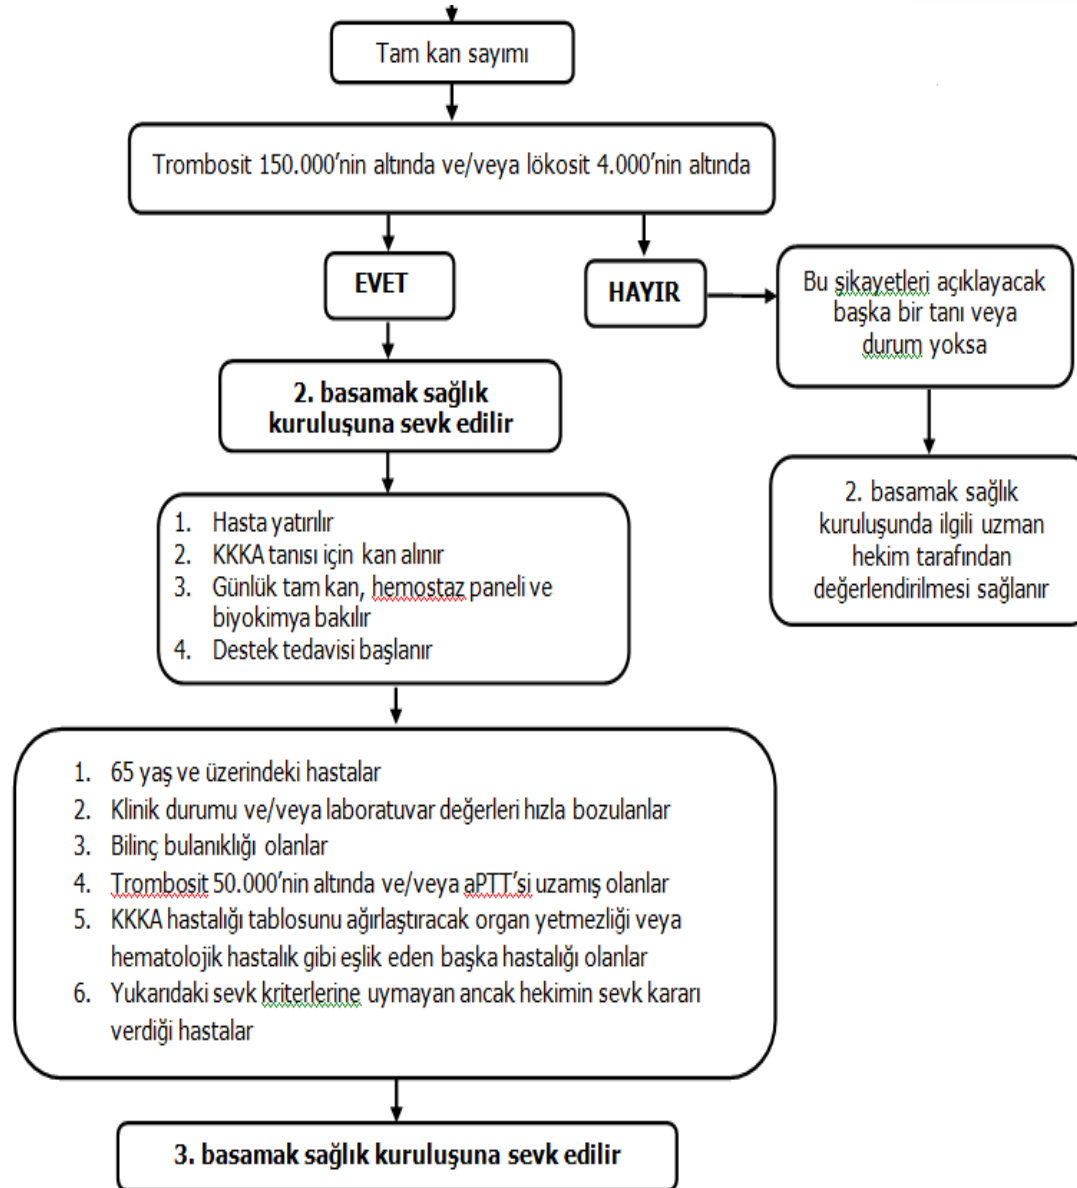 Tam kan sayımı
Trombosit 150.000’nin altında ve/veya lökosit 4.000’nin altında
EVET
HAYIR
Bu şikayetleri açıklayacak
başka bir tanı veya
durum yoksa
2. basamak sağlık
kuruluşuna sevk edilir
2. basamak sağlık
kuruluşunda ilgili uzman
hekim tarafından
değerlendirilmesi sağlanır
1. Hasta yatırılır
2. KKKA tanısı için kan alınır
3. Günlük tam kan, hemostaz paneli ve
biyokimya bakılır
4. Destek tedavisi başlanır
1. 65 yaş ve üzerindeki hastalar
2. Klinik durumu ve/veya laboratuvar değerleri hızla bozulanlar
3. Bilinç bulanıklığı olanlar
4. Trombosit 50.000’nin altında ve/veya aPTT’si uzamış olanlar
5. KKKA hastalığı tablosunu ağırlaştıracak organ yetmezliği veya
hematolojik hastalık gibi eşlik eden başka hastalığı olanlar
6. Yukarıdaki sevk kriterlerine uymayan ancak hekimin sevk kararı
verdiği hastalar
3. basamak sağlık kuruluşuna sevk edilir